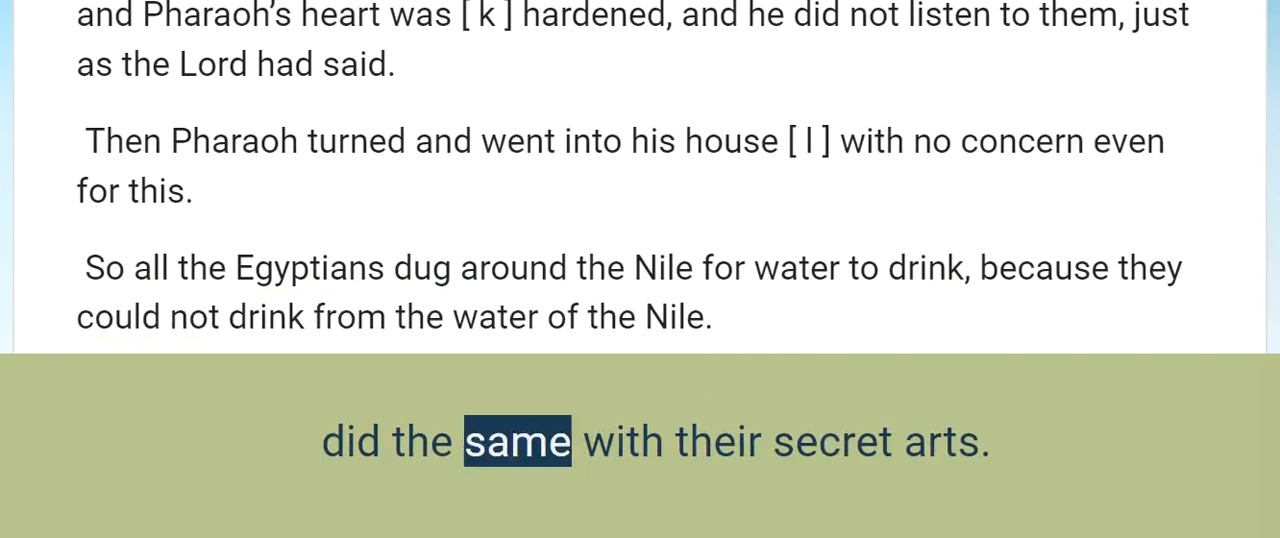 and Pharaoh's heart was [ k ] hardened, and he did not listen to them, just
as the Lord had said.
Then Pharaoh turned and went into his house [ l ] with no concern even
for this.
So all the Egyptians dug around the Nile for water to drink, because they
could not drink from the water of the Nile.
did the same with their secret arts.